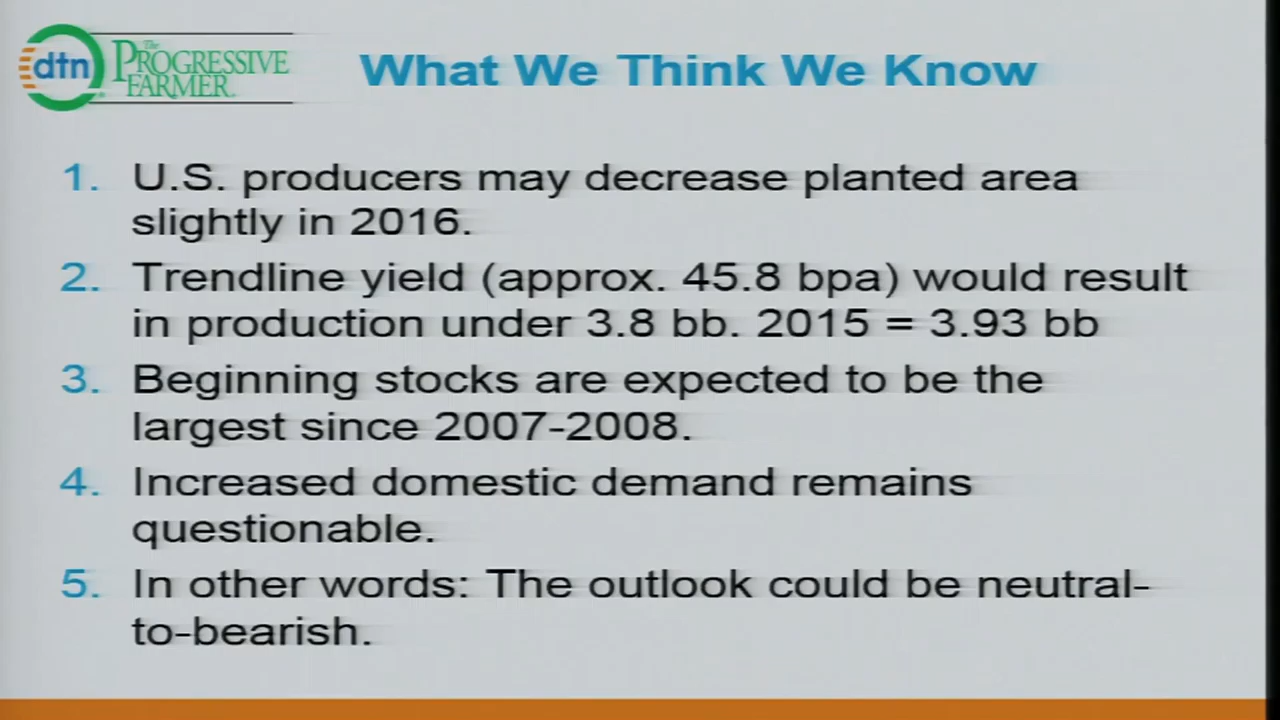 dtn
The
PROGRESSIVE
FARMER
What We Think We Know
1. U.S. producers may decrease planted area
slightly in 2016.
2. Trendline yield (approx. 45.8 bpa) would result
in production under 3.8 bb. 2015 = 3.93 bb
3. Beginning stocks are expected to be the
largest since 2007-2008.
4. Increased domestic demand remains
questionable.
5. In other words: The outlook could be neutral-
to-bearish.